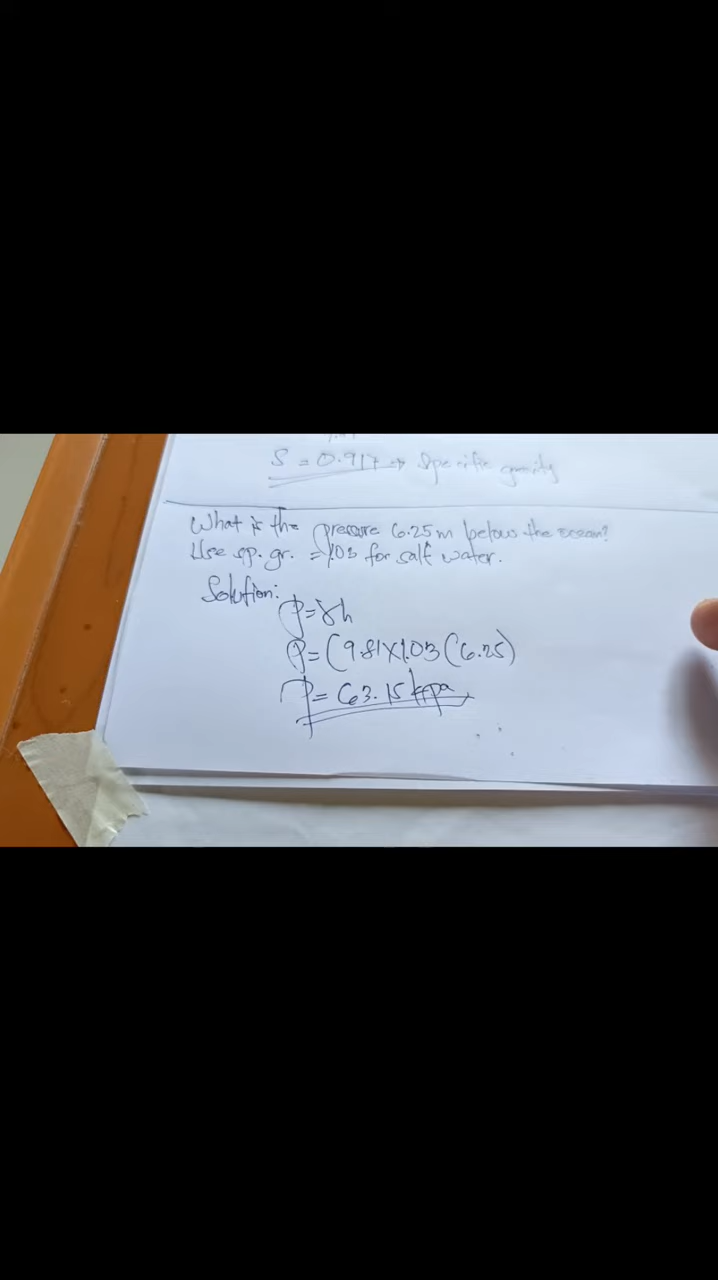 S = 0.917 → Specific gravity
What is the pressure 6.25m below the ocean?
Use sp. gr. = 1.03 for salt water.
Solution:
P = γh
P = (9.81 × 1.03 (6.25)
P = 63.15 kpa